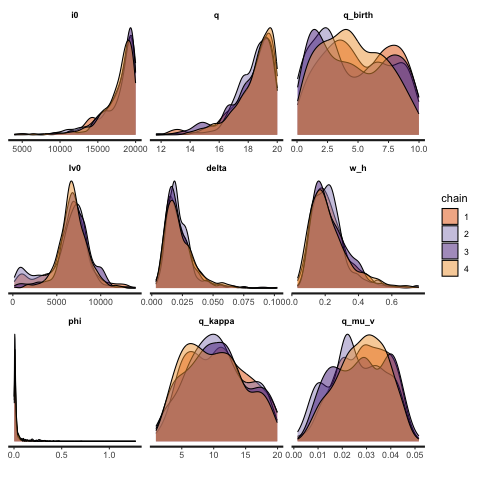 i0 q q_birth
5000 10000 15000 20000 12 14 16 18 20 0.0 2.5 5.0 7.5 10.0
lv0 delta w_h
0 5000 10000 0.000 0.025 0.050 0.075 0.100 0.0 0.2 0.4 0.6
phi q_kappa q_mu_v
0.0 0.5 1.0 5 10 15 20 0.00 0.01 0.02 0.03 0.04 0.05
chain
1
2
3
4